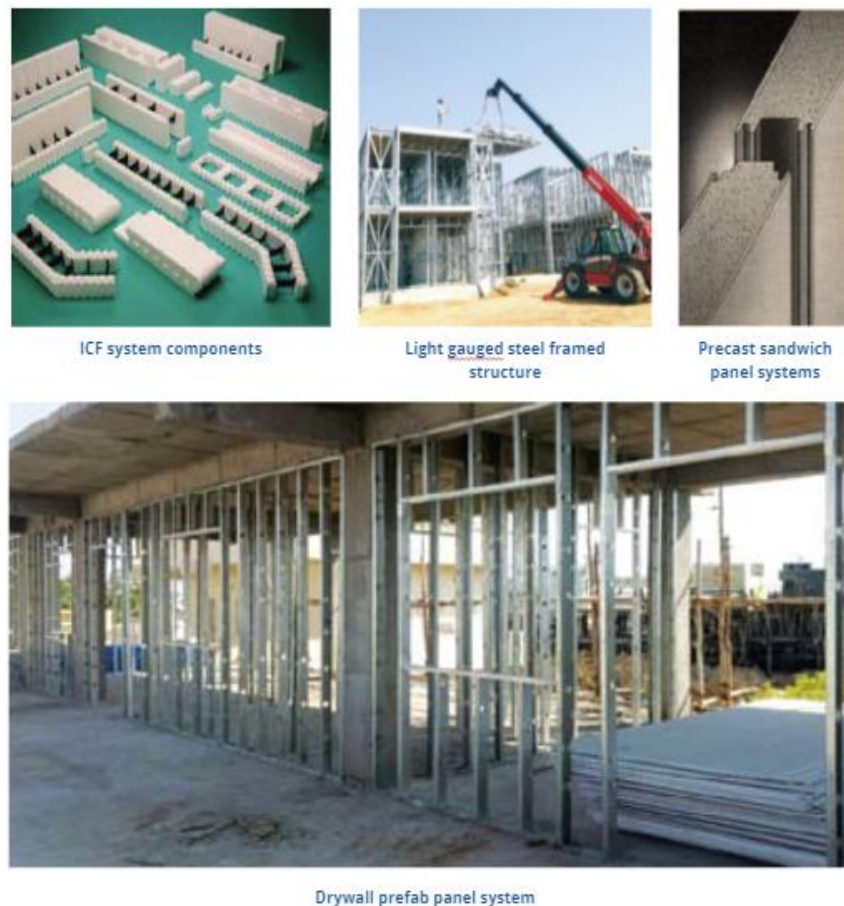 ICF system components
Light gauged steel framed
structure
Precast sandwich
panel systems
Drywall prefab panel system